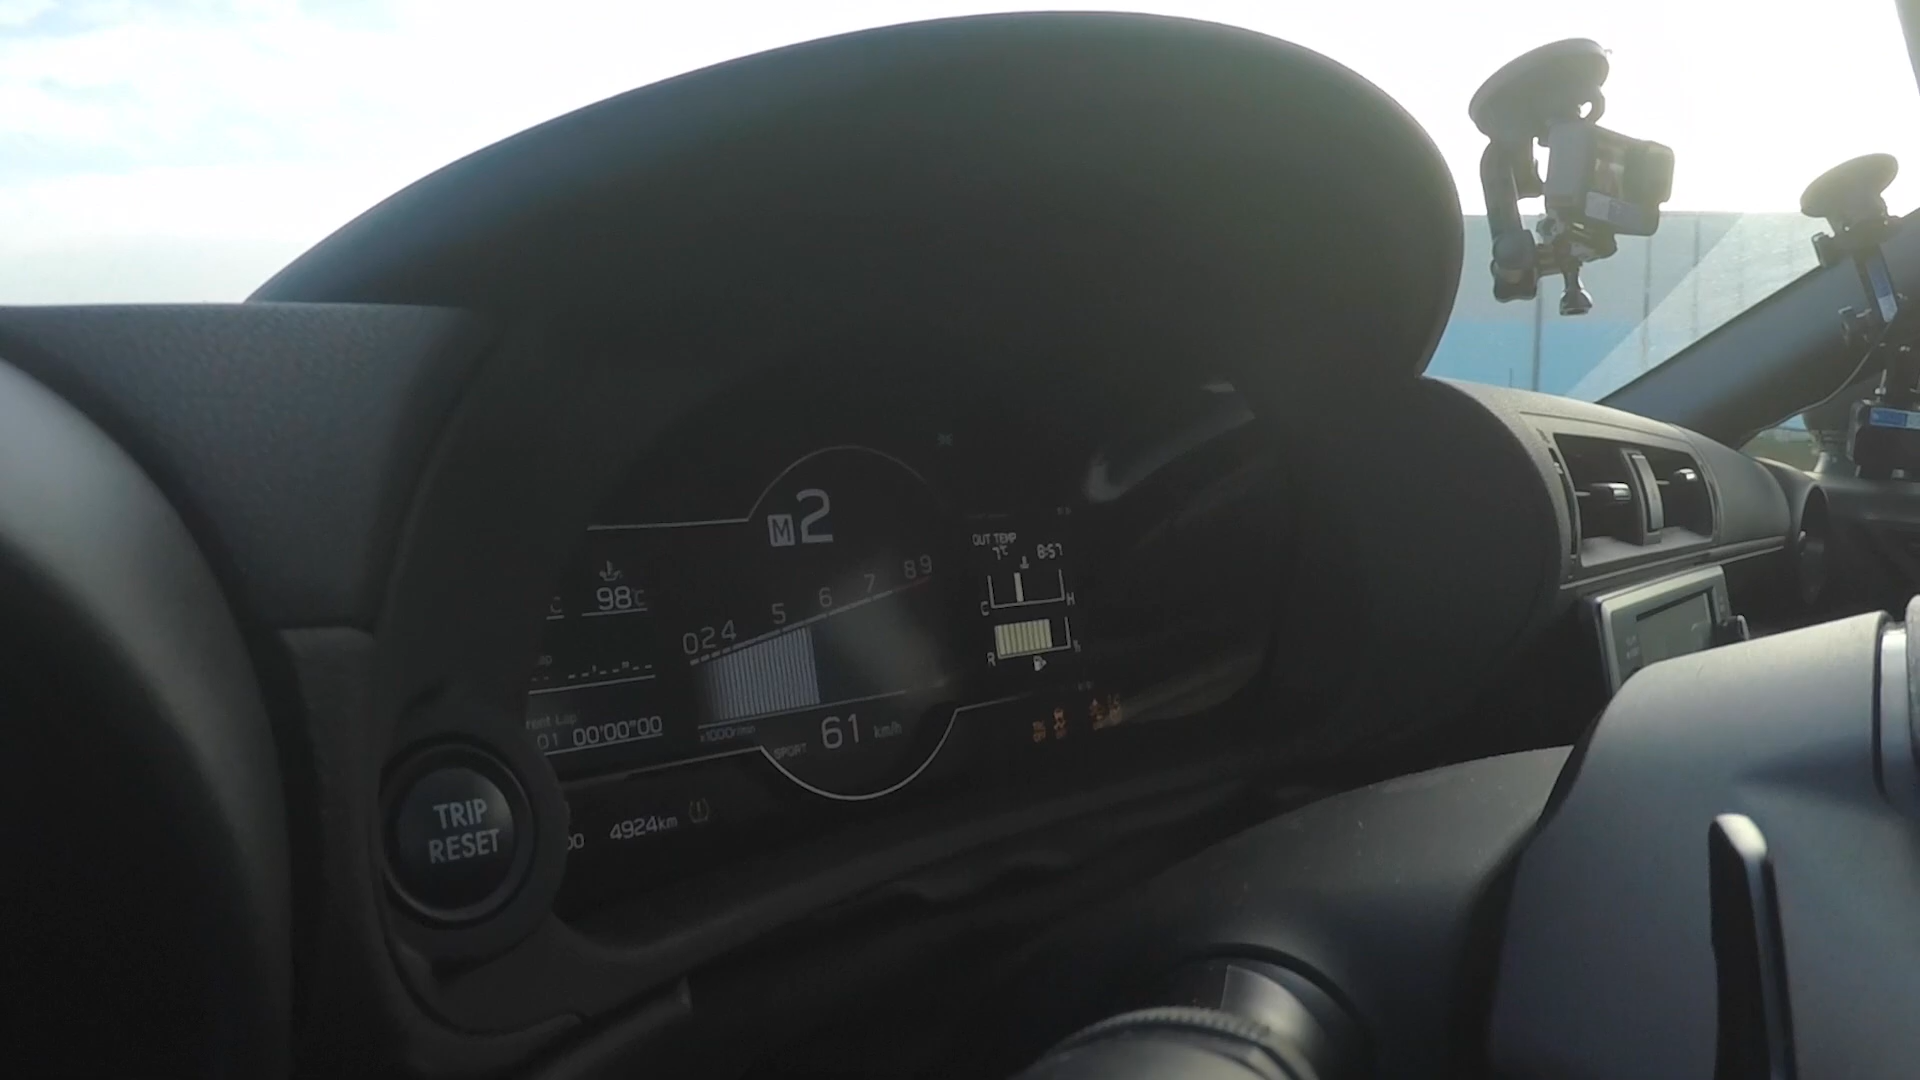 M 2
OUT TEMP
7°C 8:57
98°C
0 2 4 5 6 7 8 9
C H
R
x1000r/min
01 00'00"00
SPORT 61 km/h
4924km
TRIP
RESET